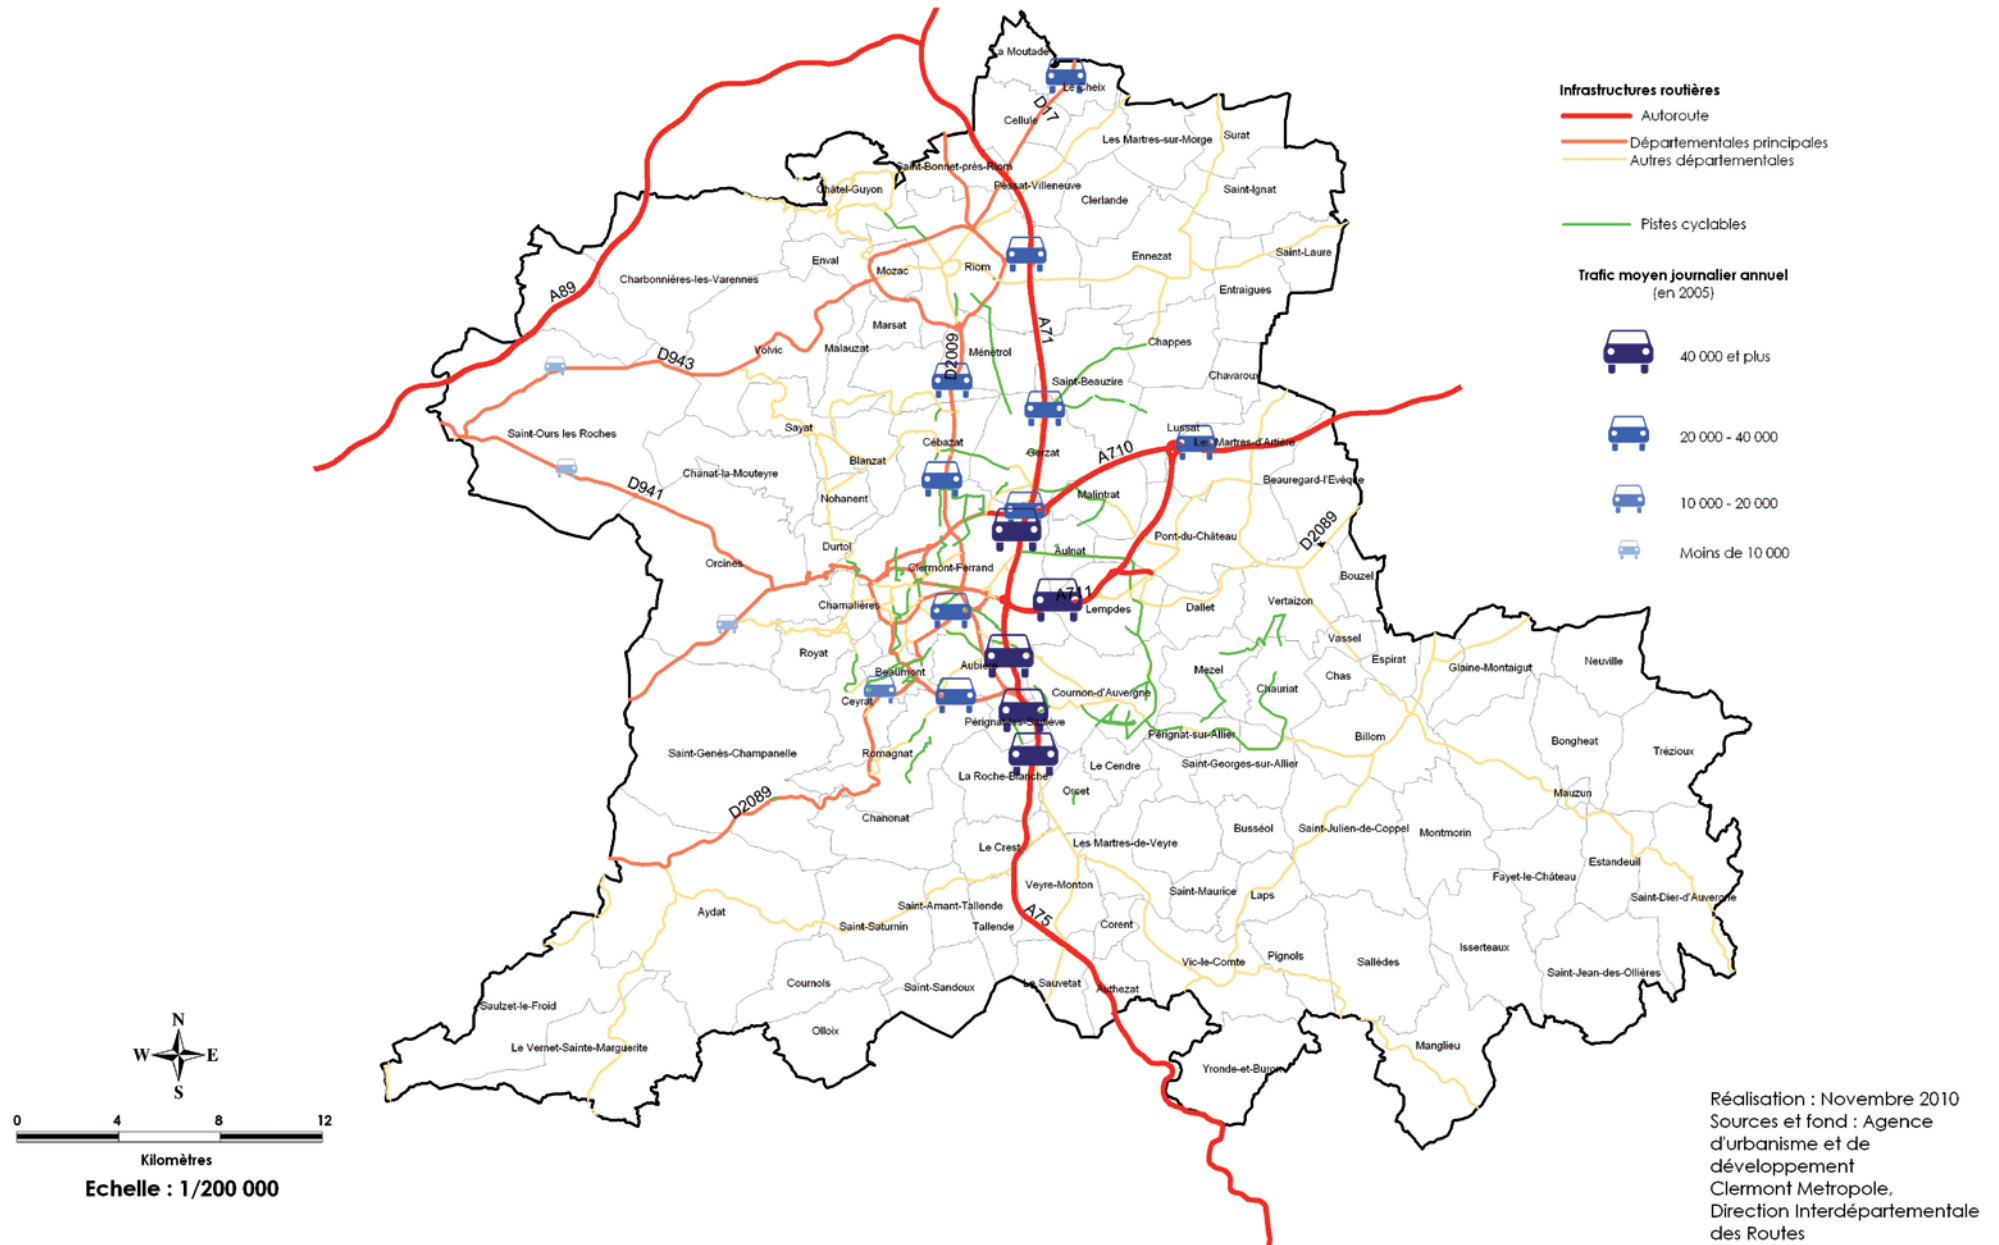 La Moutade
Le Cheix
D17
Cellule
Les Martres-sur-Morge
Surat
Saint-Bonnet-près-Riom
Châtel-Guyon
Pessat-Villeneuve
Clerlande
Saint-Ignat
Enval
Mozac
Riom
Ennezat
Saint-Laure
Charbonnières-les-Varennes
A89
Entraigues
Marsat
A71
D2009
Volvic
Malauzat
Ménétrol
Chappes
D943
Saint-Beauzire
Chavaroux
Saint-Ours les Roches
Sayat
Cébazat
Lussat
Les Martres-d'Artière
Gerzat
A710
Blanzat
Chanat-la-Mouteyre
D941
Nohanent
Malintrat
Beauregard-l'Evêque
Pont-du-Château
D2089
Durtol
Aulnat
Orcines
Clermont-Ferrand
Bouzel
A711
Chamalières
Lempdes
Dallet
Vertaizon
Vassel
Royat
Aubière
Beaumont
Mezel
Espirat
Glaine-Montaigut
Neuville
Chas
Chauriat
Ceyrat
Cournon-d'Auvergne
Pérignat-les-Sarliève
Pérignat-sur-Allier
Billom
Bongheat
Trézioux
Saint-Genès-Champanelle
Romagnat
La Roche-Blanche
Le Cendre
Saint-Georges-sur-Allier
Orcet
Mauzun
D2089
Chanonat
Busséol
Saint-Julien-de-Coppel
Montmorin
Le Crest
Les Martres-de-Veyre
Estandeuil
Fayet-le-Château
Veyre-Monton
Saint-Maurice
Laps
Saint-Dier-d'Auvergne
Aydat
Saint-Amant-Tallende
A75
Saint-Saturnin
Tallende
Corent
Isserteaux
Vic-le-Comte
Pignols
Sallèdes
Saint-Jean-des-Ollières
Cournols
Saint-Sandoux
Le Sauvetat
Authezat
Saulzet-le-Froid
Olloix
Le Vernet-Sainte-Marguerite
Manglieu
Yronde-et-Buron
Infrastructures routières
Autoroute
Départementales principales
Autres départementales
Pistes cyclables
Trafic moyen journalier annuel
(en 2005)
40 000 et plus
20 000 - 40 000
10 000 - 20 000
Moins de 10 000
N
W
E
S
0 4 8 12
Kilomètres
Echelle : 1/200 000
Réalisation : Novembre 2010
Sources et fond : Agence
d'urbanisme et de
développement
Clermont Metropole,
Direction Interdépartementale
des Routes